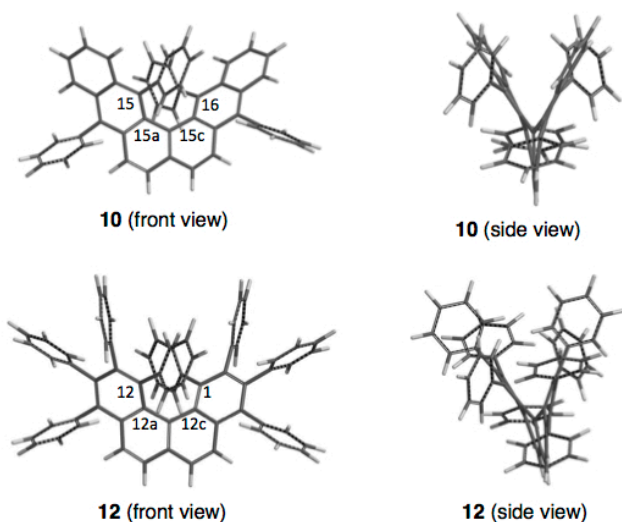 15
16
15a
15c
10 (front view)
10 (side view)
12
1
12a
12c
12 (front view)
12 (side view)